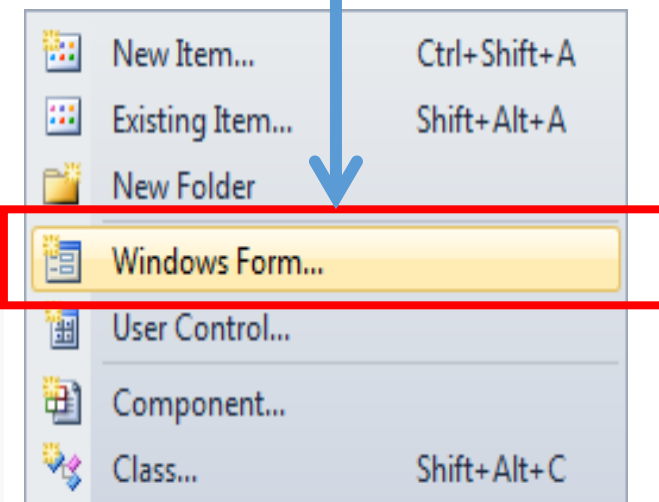 New Item... Ctrl+Shift+A
Existing Item... Shift+Alt+A
New Folder
Windows Form...
User Control...
Component...
Class... Shift+Alt+C